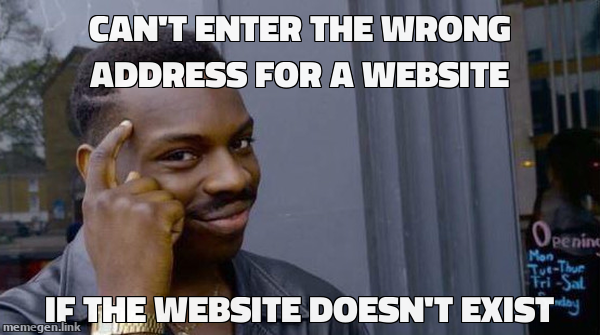 CAN'T ENTER THE WRONG
ADDRESS FOR A WEBSITE
Opening
Mon
Tue-Thur
Fri-Sat
IF THE WEBSITE DOESN'T EXIST
memegen.link